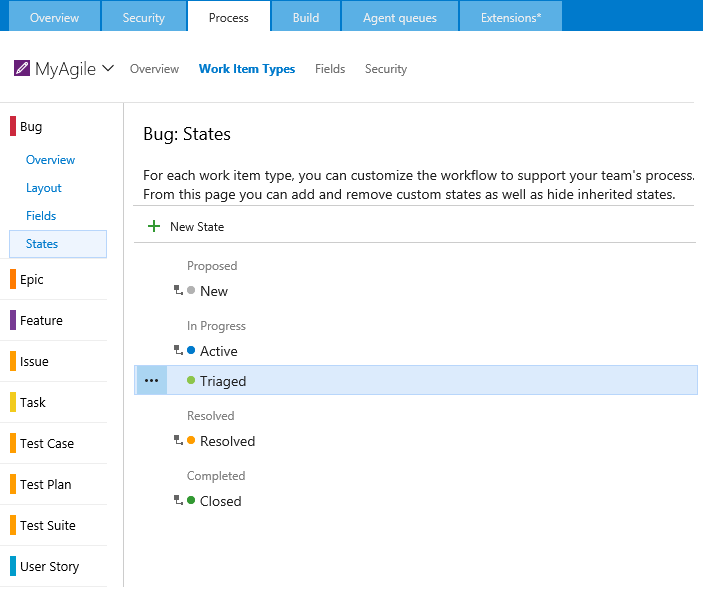 Overview Security Process Build Agent queues Extensions*
MyAgile Overview Work Item Types Fields Security
Bug
Overview
Layout
Fields
States
Epic
Feature
Issue
Task
Test Case
Test Plan
Test Suite
User Story
Bug: States
For each work item type, you can customize the workflow to support your team's process.
From this page you can add and remove custom states as well as hide inherited states.
New State
Proposed
New
In Progress
Active
Triaged
Resolved
Resolved
Completed
Closed